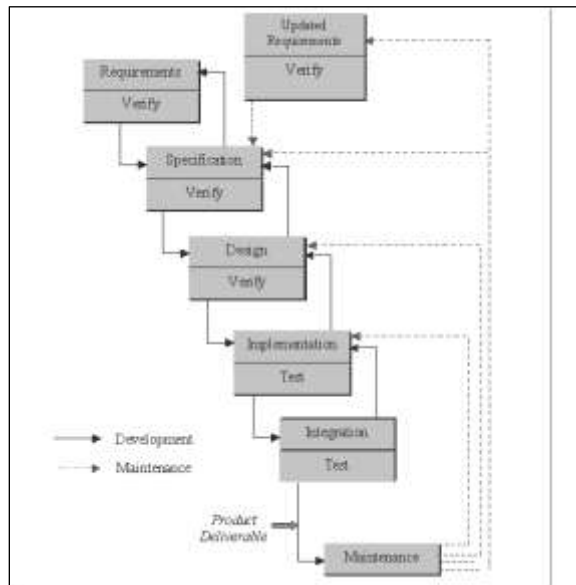 Updated
Requirements
Verify
Requirements
Verify
Specification
Verify
Design
Verify
Implementation
Test
Integration
Test
Development
Maintenance
Product
Deliverable
Maintenance